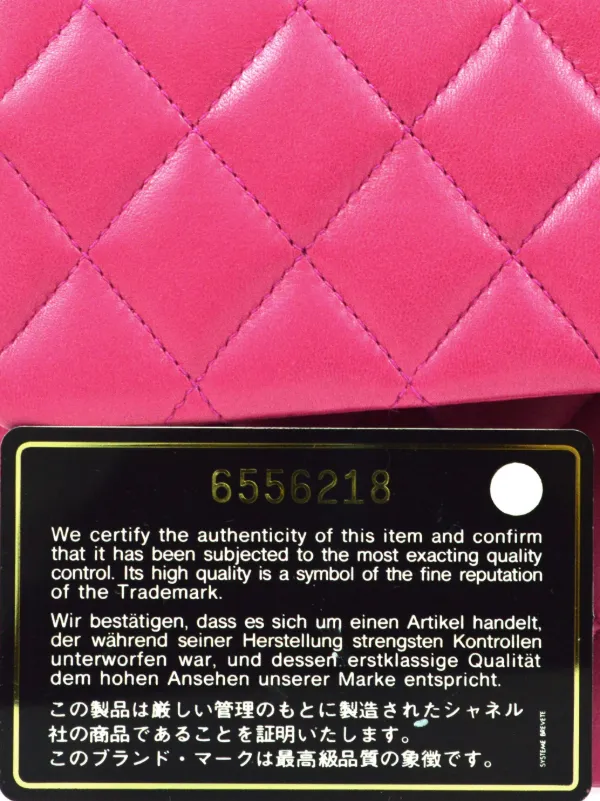 6556218
We certify the authenticity of this item and confirm
that it has been subjected to the most exacting quality
control. Its high quality is a symbol of the fine reputation
of the Trademark.
Wir bestätigen, dass es sich um einen Artikel handelt,
der während seiner Herstellung strengsten Kontrollen
unterworfen war, und dessen erstklassige Qualität
dem hohen Ansehen unserer Marke entspricht.
この製品は厳しい管理のもとに製造されたシャネル
社の商品であることを証明いたします。
このブランド・マークは最高級品質の象徴です。
SYSTEME BREVETE